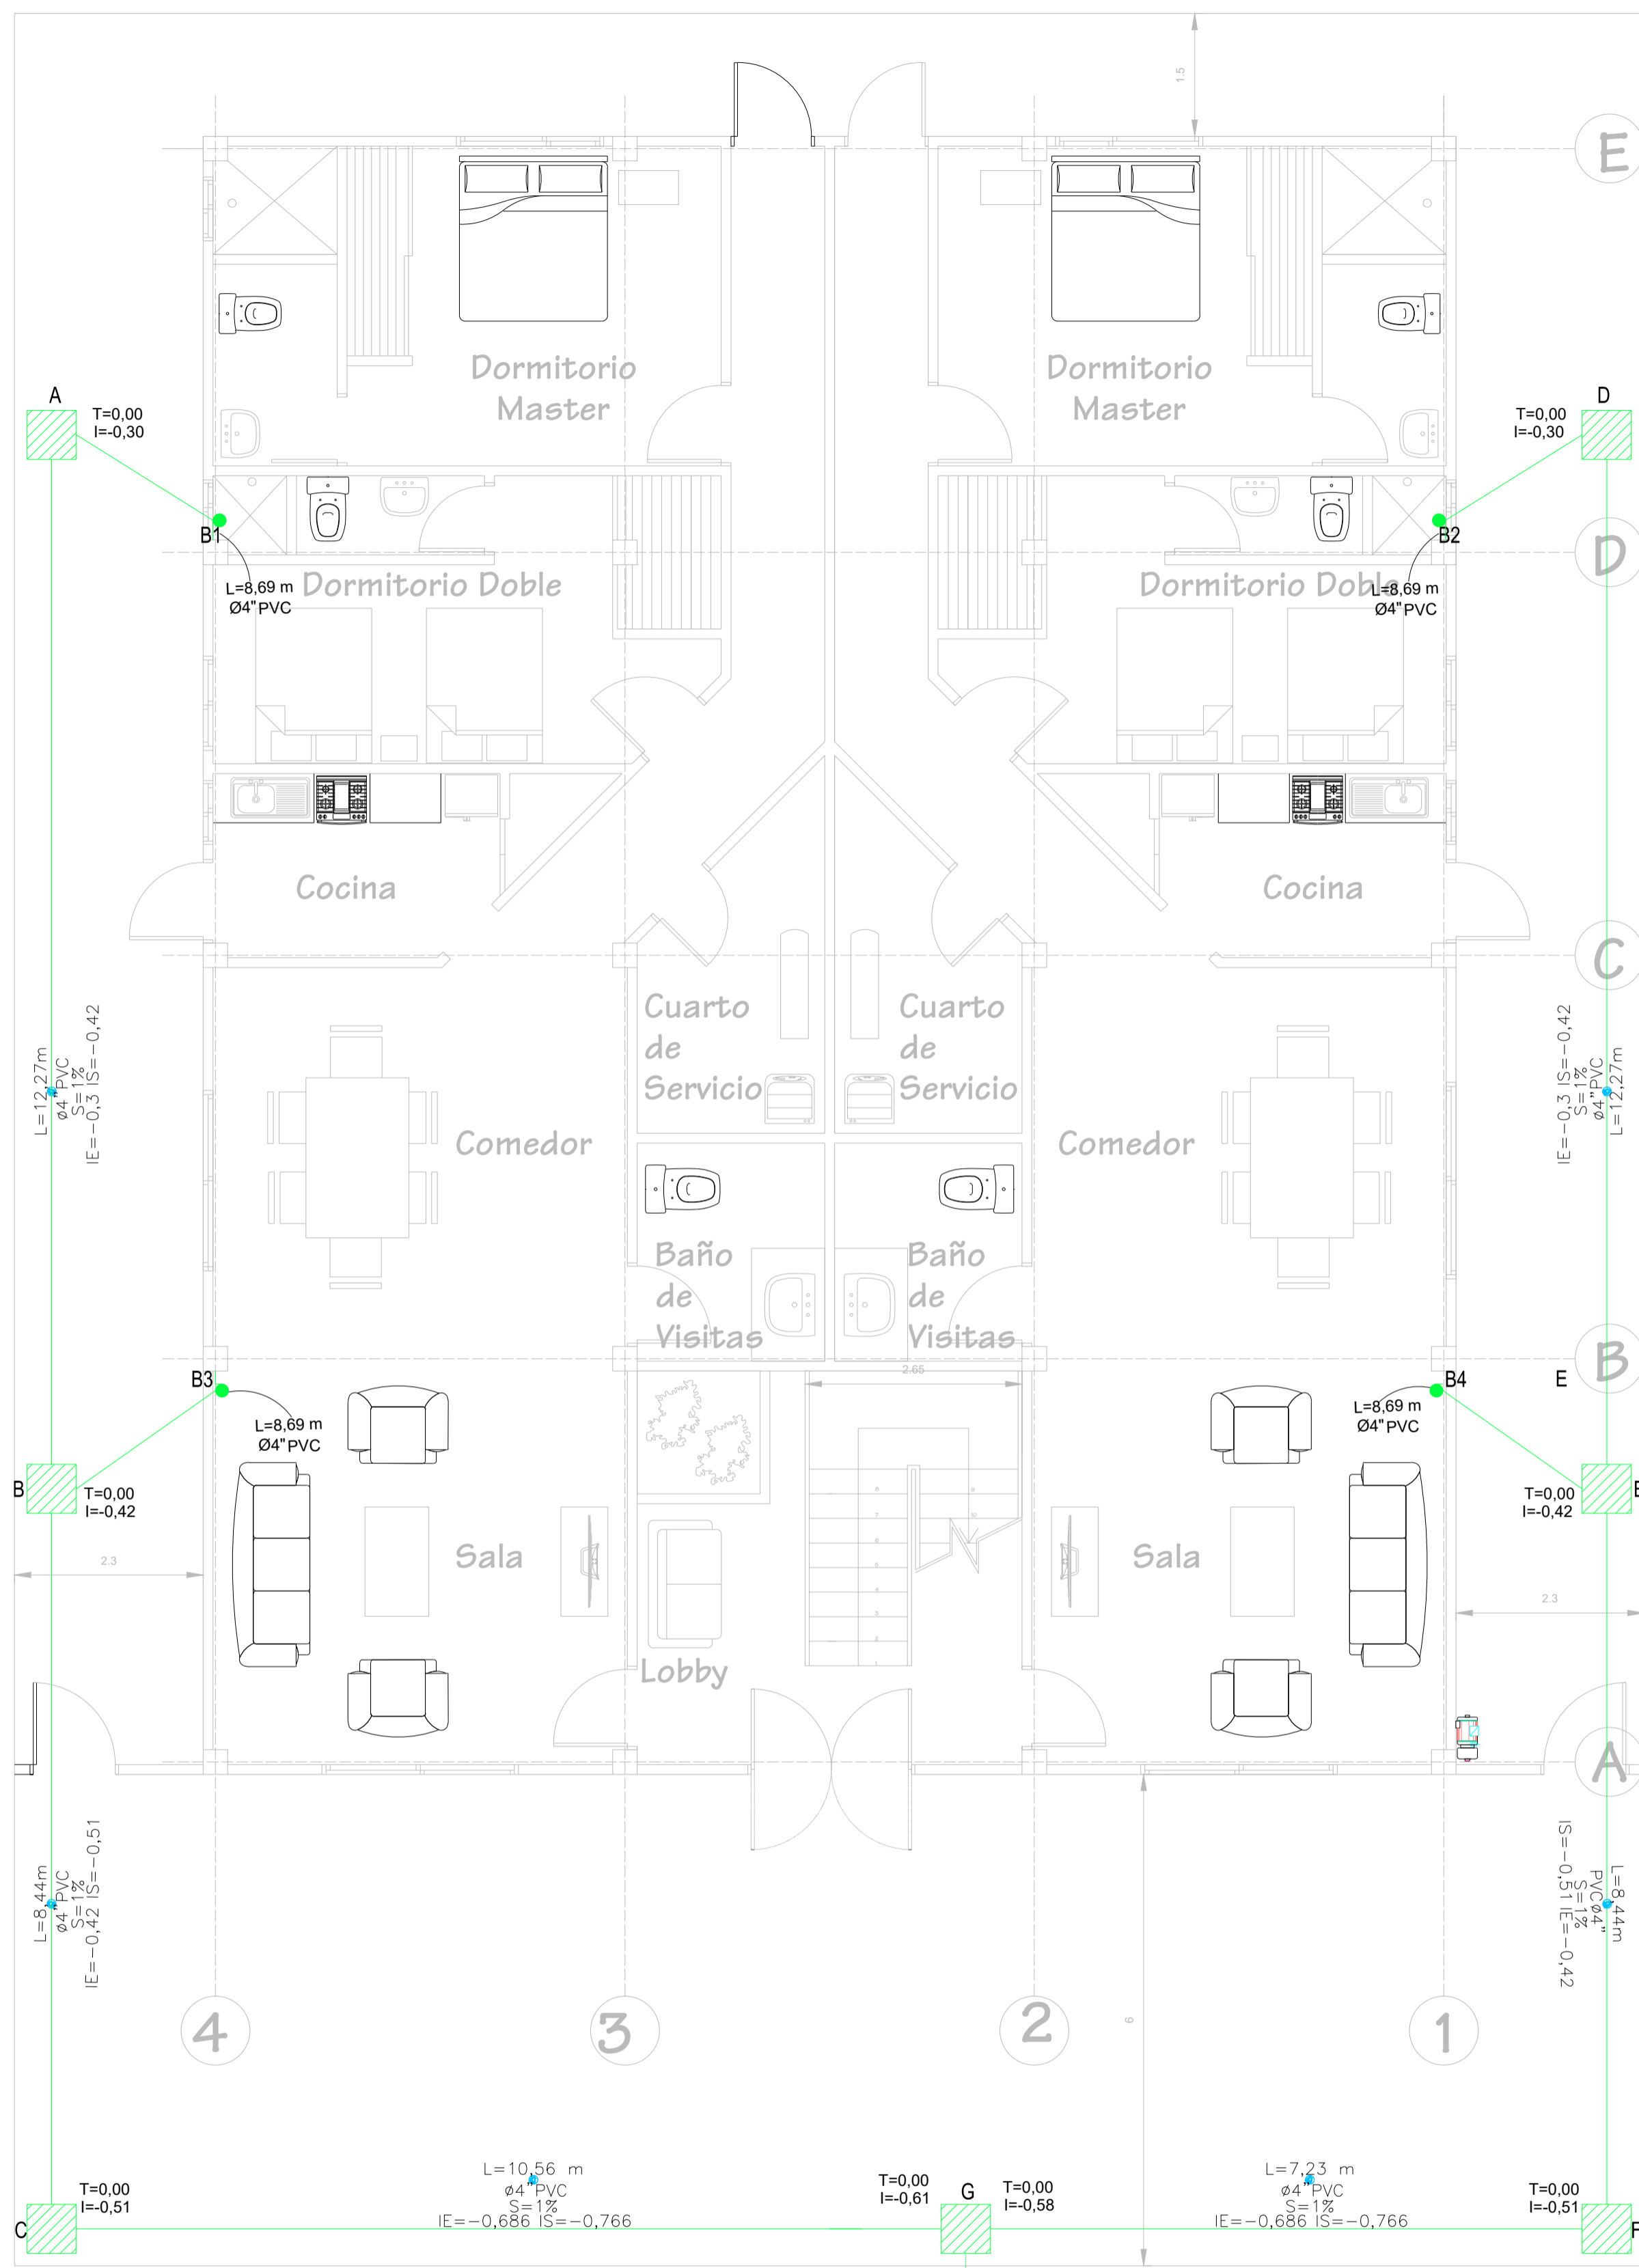 1.5
E
Dormitorio
Master
Dormitorio
Master
A
T=0,00
I=-0,30
D
T=0,00
I=-0,30
B1
B2
D
L=8,69 m
Ø4"PVC
Dormitorio Doble
Dormitorio Doble
L=8,69 m
Ø4"PVC
Cocina
Cocina
C
L=12,27m
ø4"PVC
S=1%
IE=-0,3 IS=-0,42
Cuarto
de
Servicio
Cuarto
de
Servicio
IE=-0,3 IS=-0,42
S=1%
ø4"PVC
L=12,27m
Comedor
Comedor
Baño
de
Visitas
Baño
de
Visitas
B
2.65
B3
L=8,69 m
Ø4"PVC
B4
L=8,69 m
Ø4"PVC
E
B
T=0,00
I=-0,42
T=0,00
I=-0,42
E
2.3
Sala
Sala
2.3
Lobby
A
L=8,44m
ø4"PVC
S=1%
IE=-0,42 IS=-0,51
L=8,44m
PVCø4"
S=1%
IS=-0,51 IE=-0,42
4
3
2
1
6
C
T=0,00
I=-0,51
L=10,56 m
ø4"PVC
S=1%
IE=-0,686 IS=-0,766
T=0,00
I=-0,61
G
T=0,00
I=-0,58
L=7,23 m
ø4"PVC
S=1%
IE=-0,686 IS=-0,766
T=0,00
I=-0,51
F